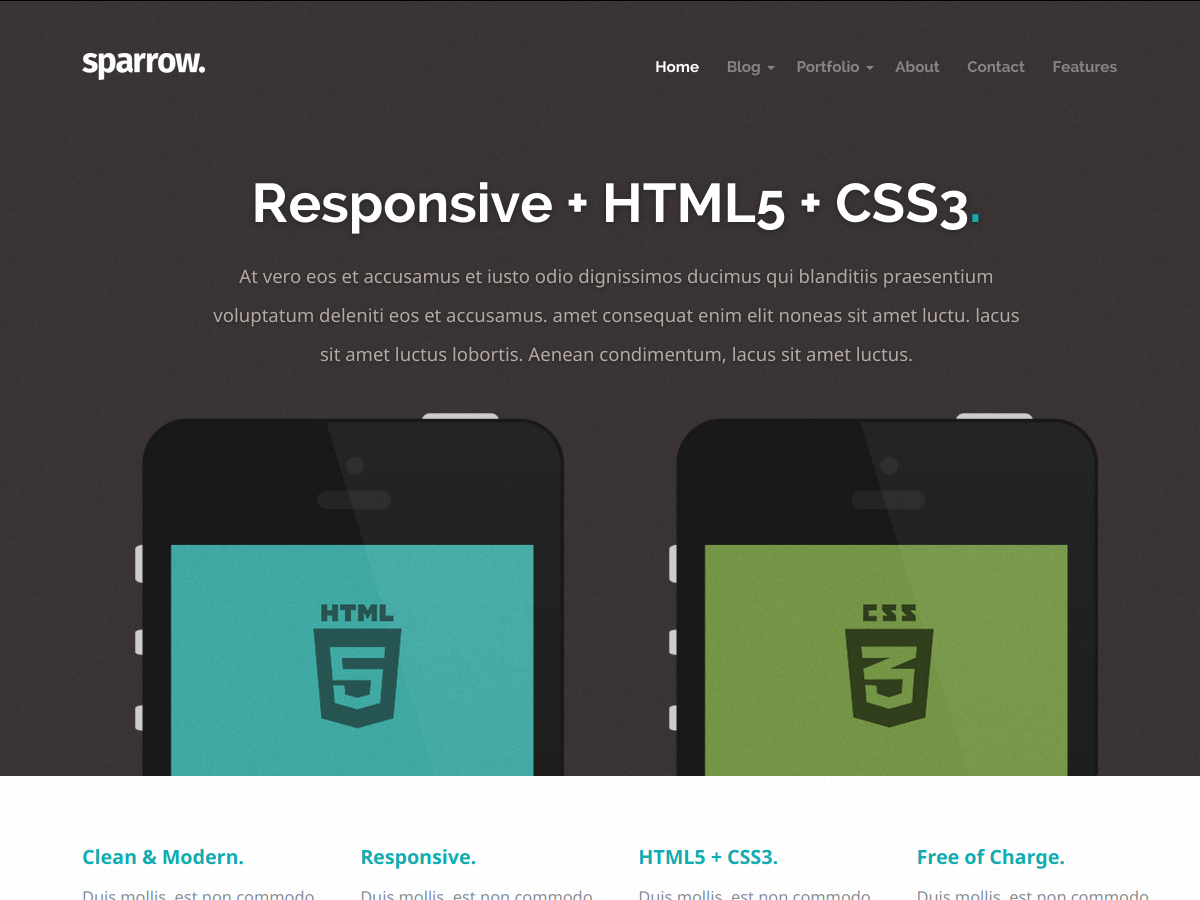 sparrow.
Home Blog Portfolio About Contact Features
Responsive + HTML5 + CSS3.
At vero eos et accusamus et iusto odio dignissimos ducimus qui blanditiis praesentium
voluptatum deleniti eos et accusamus. amet consequat enim elit noneas sit amet luctu. lacus
sit amet luctus lobortis. Aenean condimentum, lacus sit amet luctus.
HTML
5
CSS
3
Clean & Modern.
Duis mollis, est non commodo
Responsive.
Duis mollis, est non commodo
HTML5 + CSS3.
Duis mollis, est non commodo
Free of Charge.
Duis mollis, est non commodo